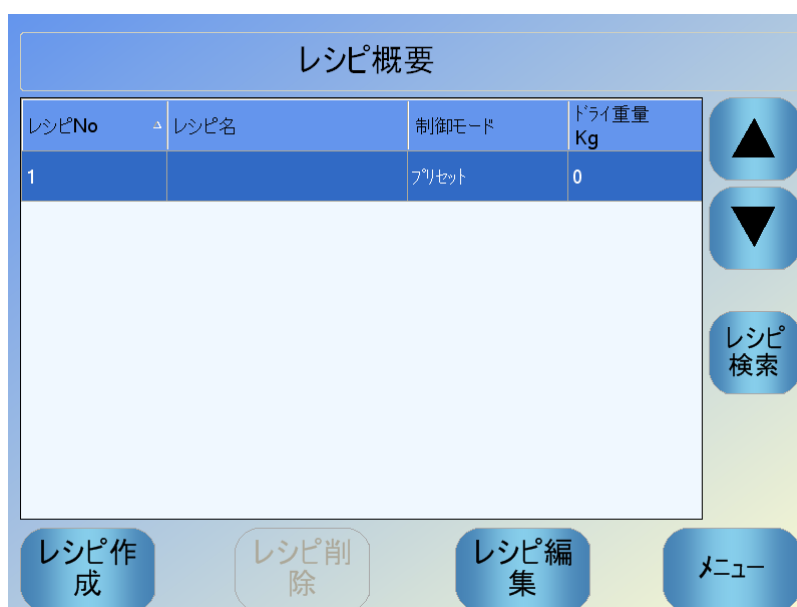 レシピ概要
レシピNo レシピ名 制御モード ドライ重量
Kg
1 プリセット 0
レシピ
検索
レシピ作
成
レシピ削
除
レシピ編
集
メニュー